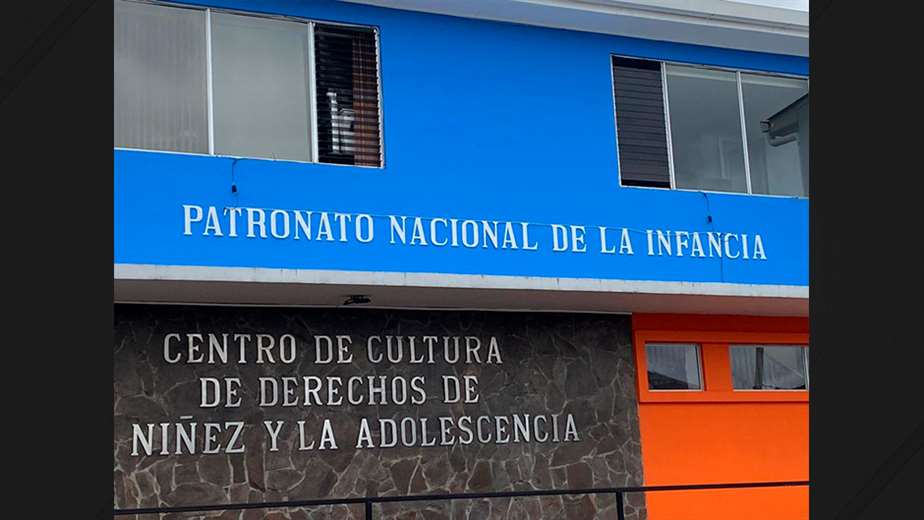 PATRONATO NACIONAL DE LA INFANCIA
CENTRO DE CULTURA
DE DERECHOS DE
NIÑEZ Y LA ADOLESCENCIA